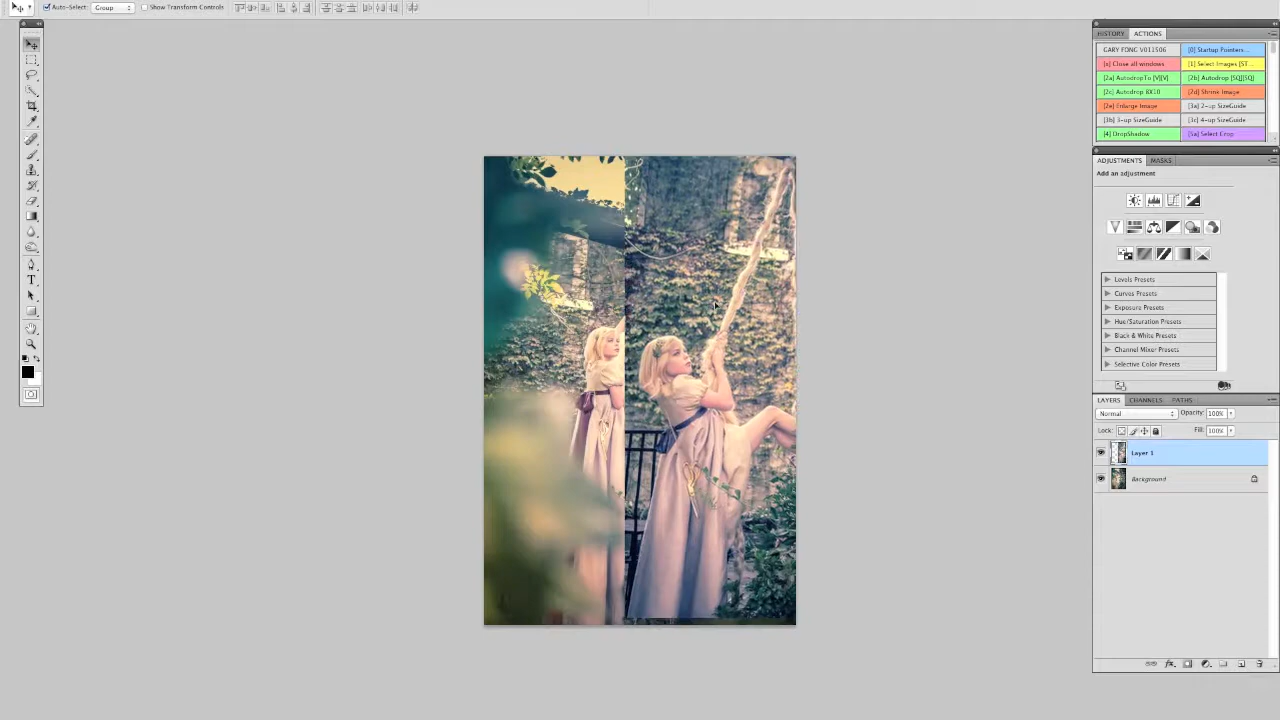 Auto-Select: Group Show Transform Controls
HISTORY ACTIONS
GARY FONG V011506 [0] Startup Pointers...
[x] Close all windows [1] Select Images [ST...
[2a] AutodropTo [V][V] [2b] Autodrop [SQ][SQ]
[2c] Autodrop 8X10 [2d] Shrink Image
[2e] Enlarge Image [3a] 2-up SizeGuide
[3b] 3-up SizeGuide [3c] 4-up SizeGuide
[4] DropShadow [5a] Select Crop
ADJUSTMENTS MASKS
Add an adjustment
Levels Presets
Curves Presets
Exposure Presets
Hue/Saturation Presets
Black & White Presets
Channel Mixer Presets
Selective Color Presets
LAYERS CHANNELS PATHS
Normal Opacity: 100%
Lock: Fill: 100%
Layer 1
Background